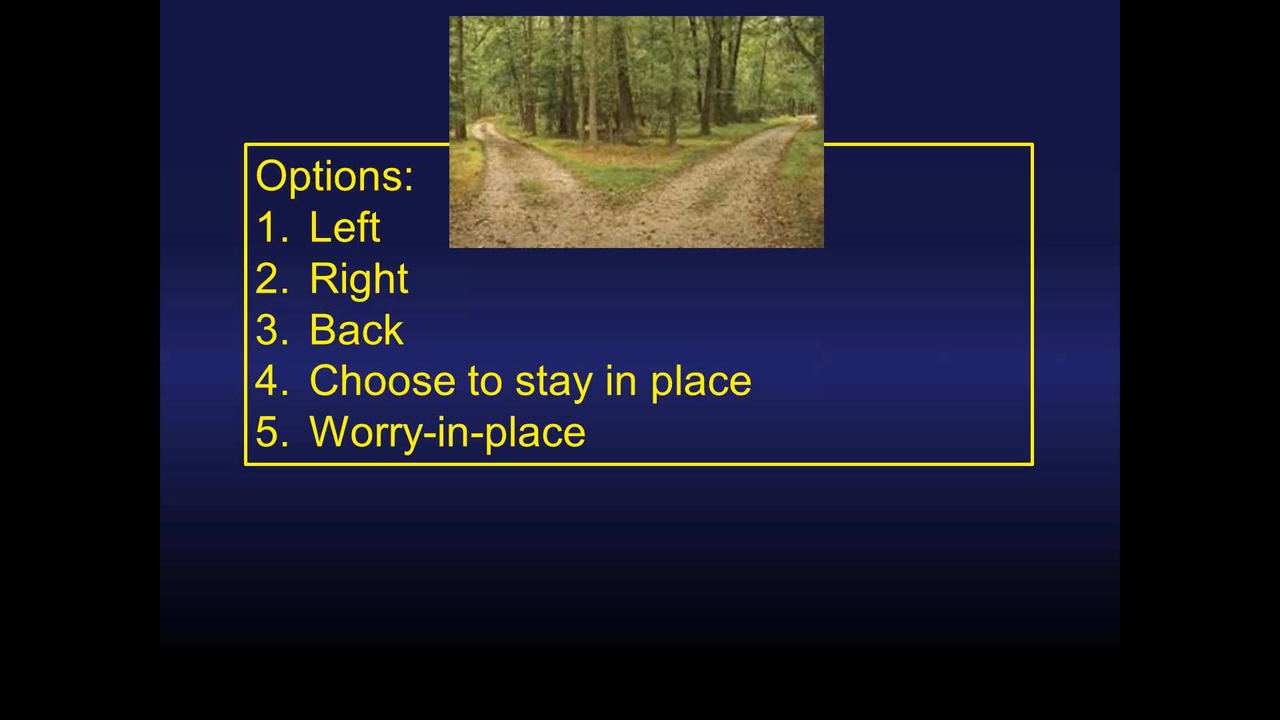 Options:
1. Left
2. Right
3. Back
4. Choose to stay in place
5. Worry-in-place